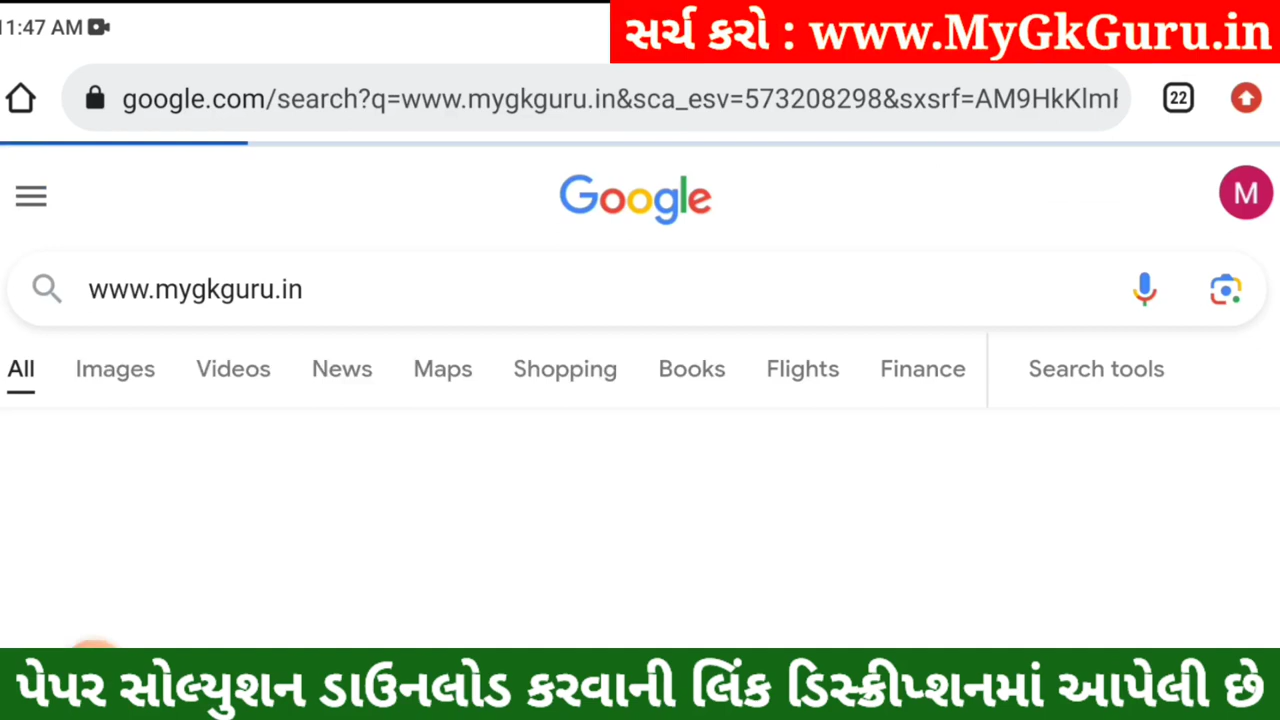 11:47 AM
સર્ચ કરો : www.MyGkGuru.in
google.com/search?q=www.mygkguru.in&sca_esv=573208298&sxsrf=AM9HkKlm
22
Google
M
www.mygkguru.in
All Images Videos News Maps Shopping Books Flights Finance Search tools
પેપર સોલ્યુશન ડાઉનલોડ કરવાની લિંક ડિસ્ક્રીપ્શનમાં આપેલી છે